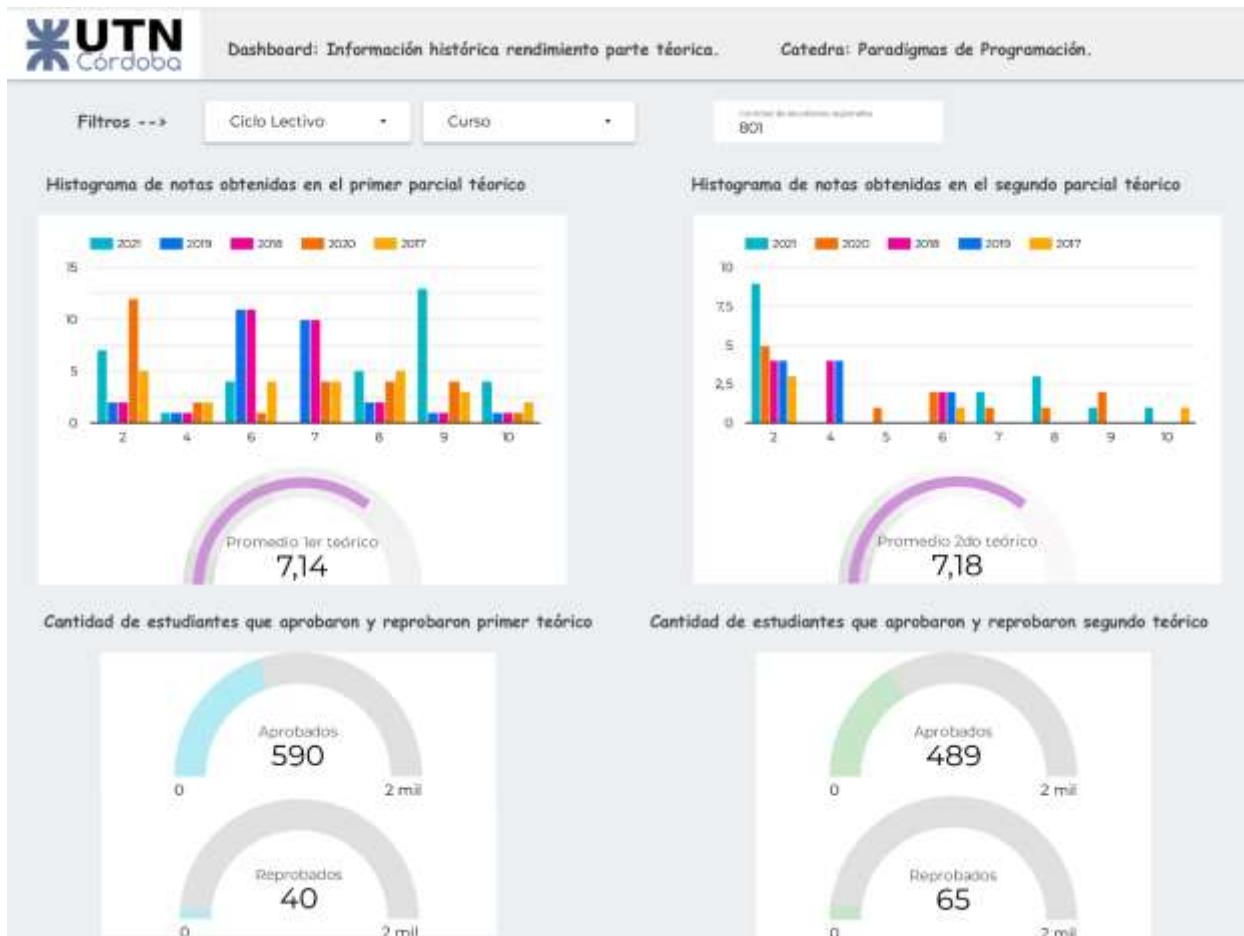 UTN
Córdoba
Dashboard: Información histórica rendimiento parte téorica.
Catedra: Paradigmas de Programación.
Filtros -->
Ciclo Lectivo
Curso
Cantidad de estudiantes registrados
801
Histograma de notas obtenidas en el primer parcial téorico
Histograma de notas obtenidas en el segundo parcial téorico
2021 2019 2018 2020 2017
15
10
5
0
2 4 6 7 8 9 10
Promedio 1er teórico
7,14
2021 2020 2018 2019 2017
10
7,5
5
2,5
0
2 4 5 6 7 8 9 10
Promedio 2do teórico
7,18
Cantidad de estudiantes que aprobaron y reprobaron primer teórico
Cantidad de estudiantes que aprobaron y reprobaron segundo teórico
Aprobados
590
0 2 mil
Reprobados
40
0 2 mil
Aprobados
489
0 2 mil
Reprobados
65
0 2 mil